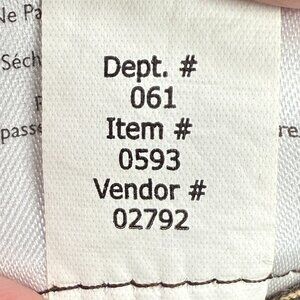 Dept. #
061
Item #
0593
Vendor #
02792
Ne Pa
Séch
passe